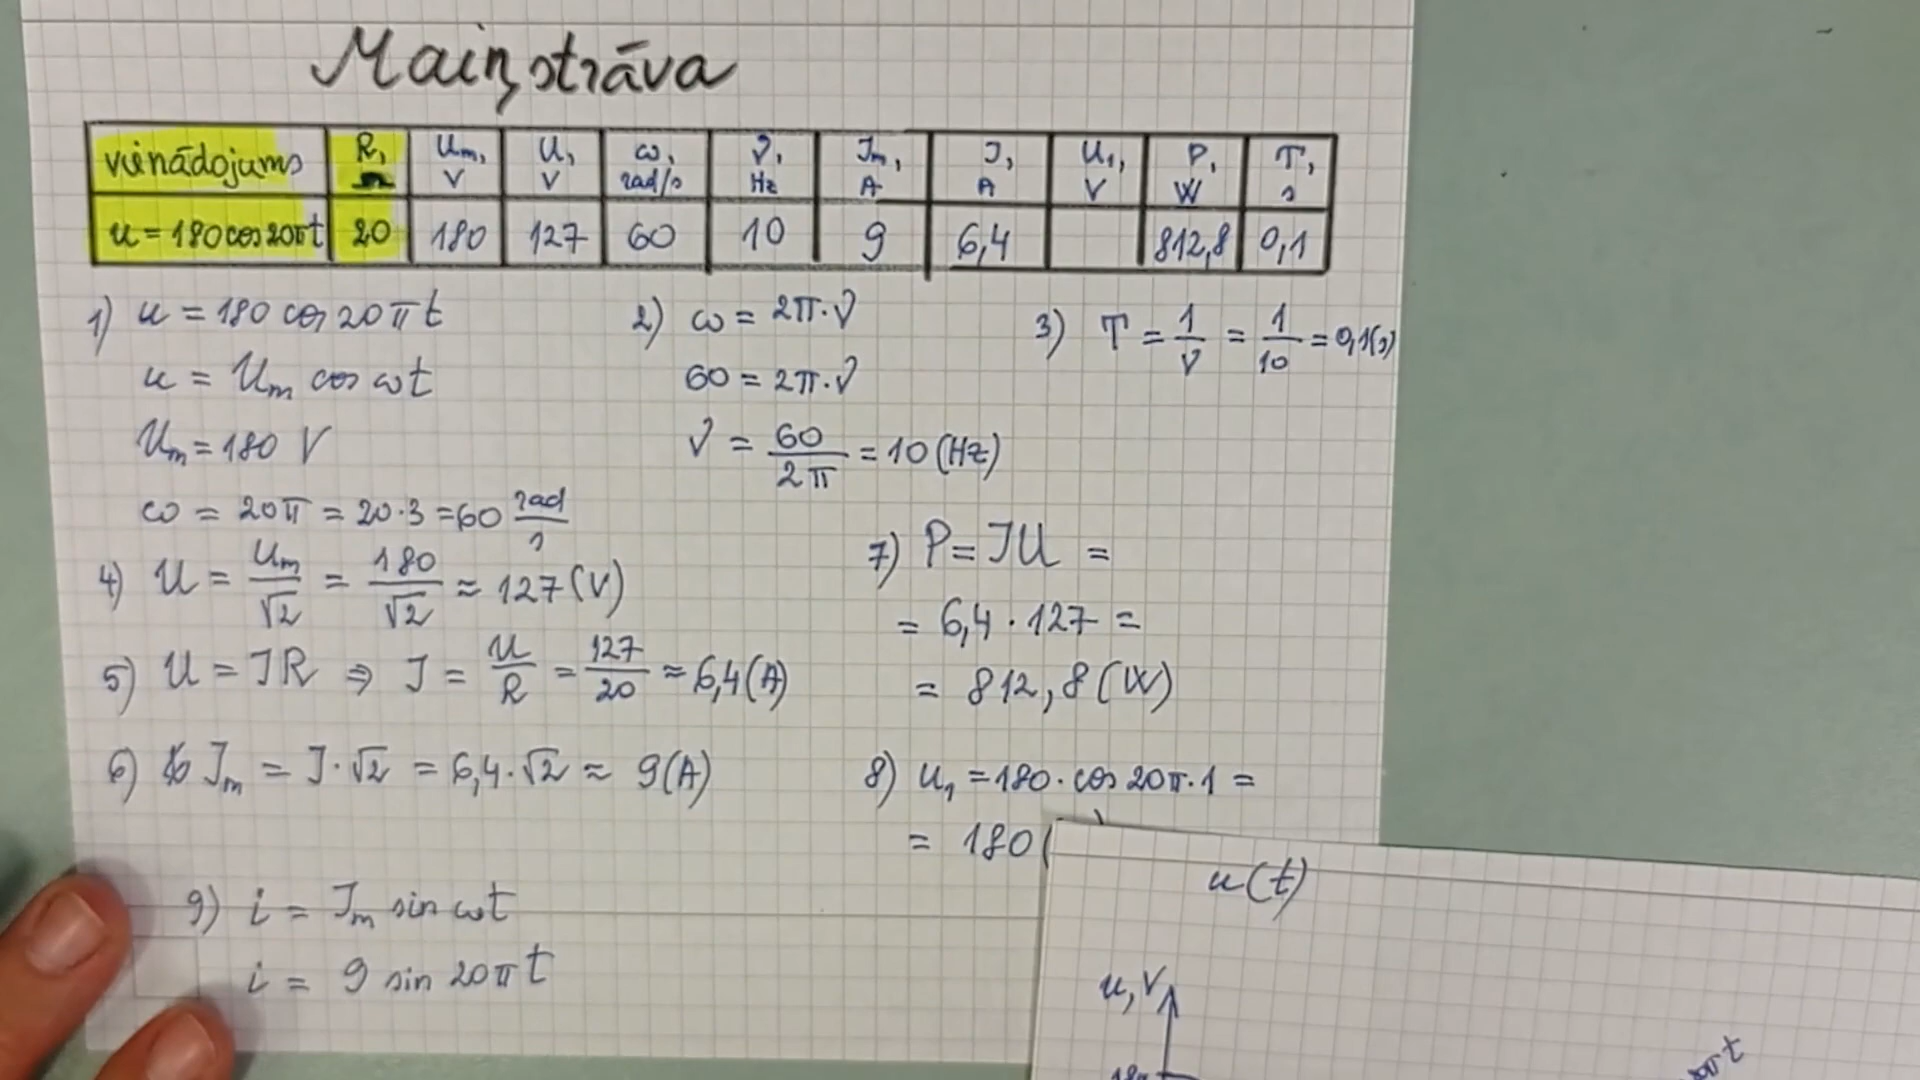 Maiņstrāva
vienādojums R, Ω Um, V U, V ω, rad/s ν, Hz Im, A I, A U1, V P, W T, s
u = 180 cos 20πt 20 180 127 60 10 9 6,4 812,8 0,1
1) u = 180 cos 20πt
u = Um cos ωt
Um = 180 V
ω = 20π = 20·3 = 60 rad/s
2) ω = 2π·ν
60 = 2π·ν
ν = 60/2π = 10 (Hz)
3) T = 1/ν = 1/10 = 0,1(s)
4) U = Um/√2 = 180/√2 ≈ 127 (V)
5) U = IR ⇒ I = U/R = 127/20 ≈ 6,4 (A)
6) Im = I·√2 = 6,4·√2 ≈ 9 (A)
7) P = IU =
= 6,4 · 127 =
= 812,8 (W)
8) u1 = 180 · cos 20π·1 =
= 180 (
9) i = Im sin ωt
i = 9 sin 20πt
u(t)
u, V